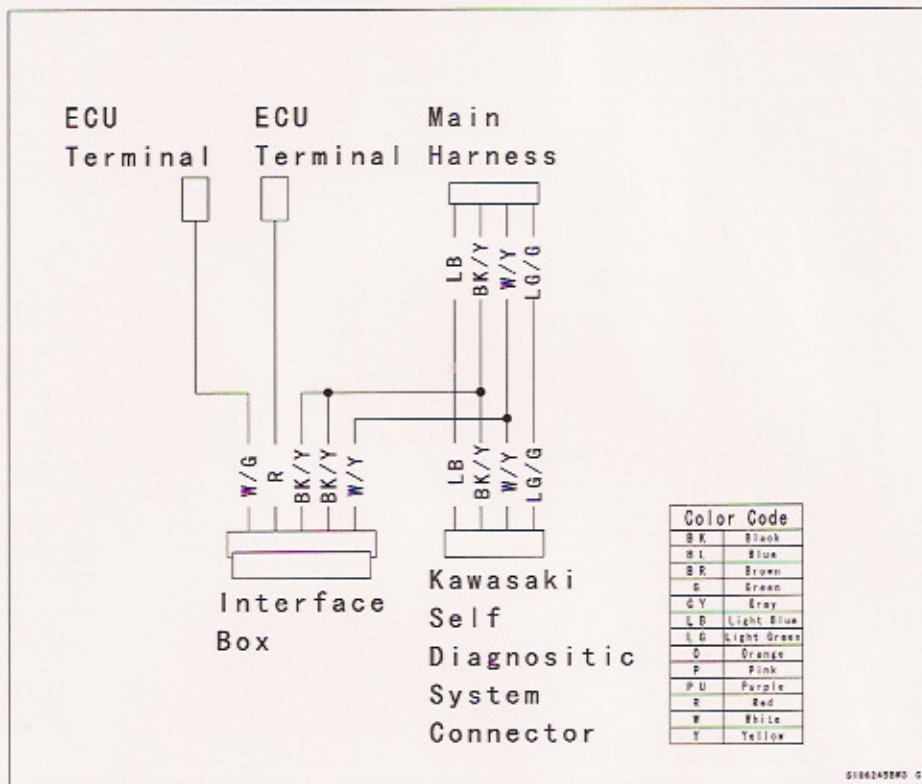 ECU
Terminal
ECU
Terminal
Main
Harness
LB
BK/Y
W/Y
LG/G
W/G
R
BK/Y
BK/Y
W/Y
LB
BK/Y
W/Y
LG/G
Interface
Box
Kawasaki
Self
Diagnositic
System
Connector
Color Code
BK Black
BL Blue
BR Brown
G Green
GY Gray
LB Light Blue
LG Light Green
O Orange
P Pink
PU Purple
R Red
W White
Y Yellow